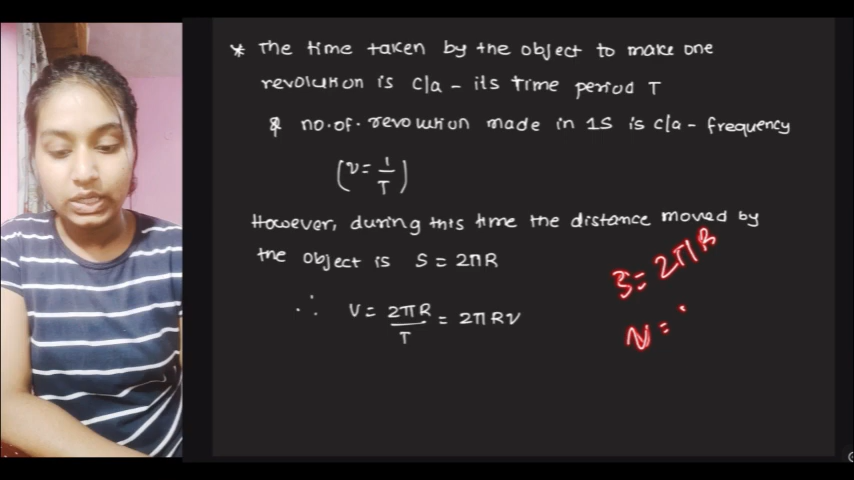 * The time taken by the object to make one
revolution is c/a - its time period T
& no.of.revolution made in 1S is c/a - frequency
(ν = 1/T)
However, during this time the distance moved by
the object is S = 2πR
∴ V = 2πR/T = 2πRν
S = 2πR
ν =